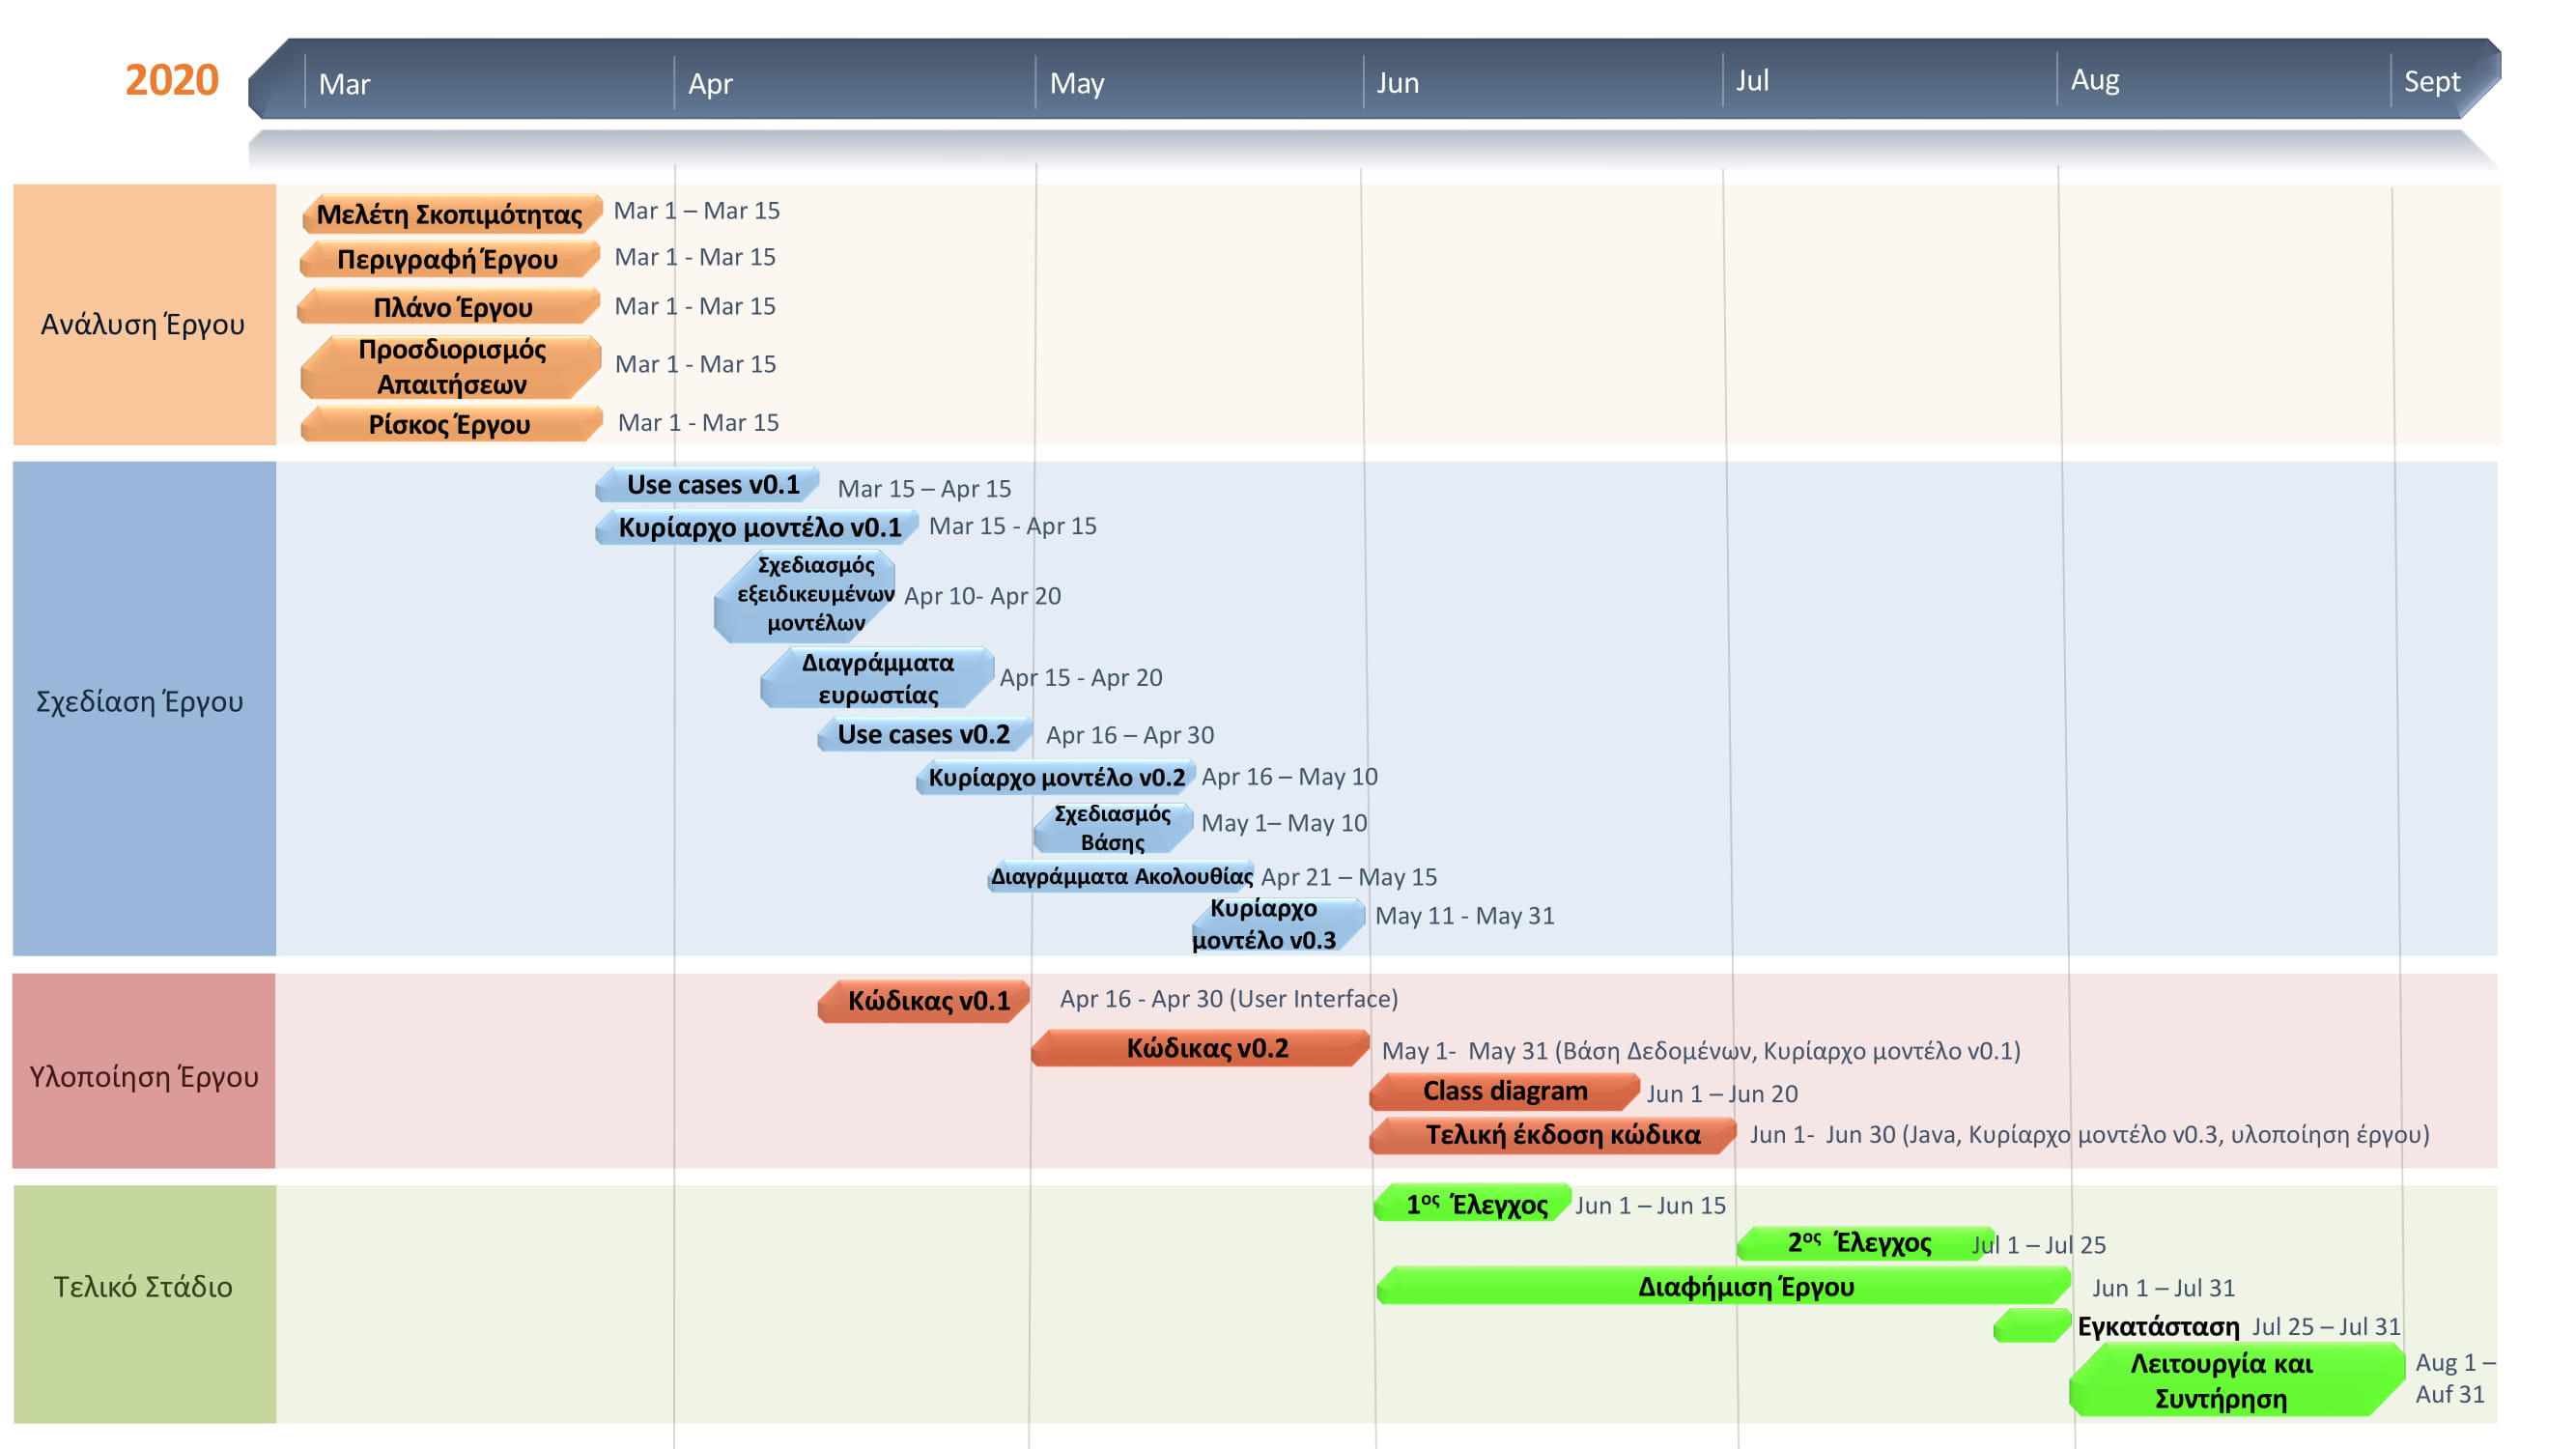 2020
Mar Apr May Jun Jul Aug Sept
Ανάλυση Έργου
Μελέτη Σκοπιμότητας Mar 1 – Mar 15
Περιγραφή Έργου Mar 1 - Mar 15
Πλάνο Έργου Mar 1 - Mar 15
Προσδιορισμός
Απαιτήσεων
Mar 1 - Mar 15
Ρίσκος Έργου Mar 1 - Mar 15
Σχεδίαση Έργου
Use cases v0.1 Mar 15 – Apr 15
Κυρίαρχο μοντέλο v0.1 Mar 15 - Apr 15
Σχεδιασμός
εξειδικευμένων
μοντέλων
Apr 10- Apr 20
Διαγράμματα
ευρωστίας
Apr 15 - Apr 20
Use cases v0.2 Apr 16 – Apr 30
Κυρίαρχο μοντέλο v0.2 Apr 16 – May 10
Σχεδιασμός
Βάσης
May 1– May 10
Διαγράμματα Ακολουθίας Apr 21 – May 15
Κυρίαρχο
μοντέλο v0.3
May 11 - May 31
Υλοποίηση Έργου
Κώδικας v0.1 Apr 16 - Apr 30 (User Interface)
Κώδικας v0.2 May 1- May 31 (Βάση Δεδομένων, Κυρίαρχο μοντέλο v0.1)
Class diagram Jun 1 – Jun 20
Τελική έκδοση κώδικα Jun 1- Jun 30 (Java, Κυρίαρχο μοντέλο v0.3, υλοποίηση έργου)
Τελικό Στάδιο
1ος Έλεγχος Jun 1 – Jun 15
2ος Έλεγχος Jul 1 – Jul 25
Διαφήμιση Έργου Jun 1 – Jul 31
Εγκατάσταση Jul 25 – Jul 31
Λειτουργία και
Συντήρηση
Aug 1 –
Auf 31